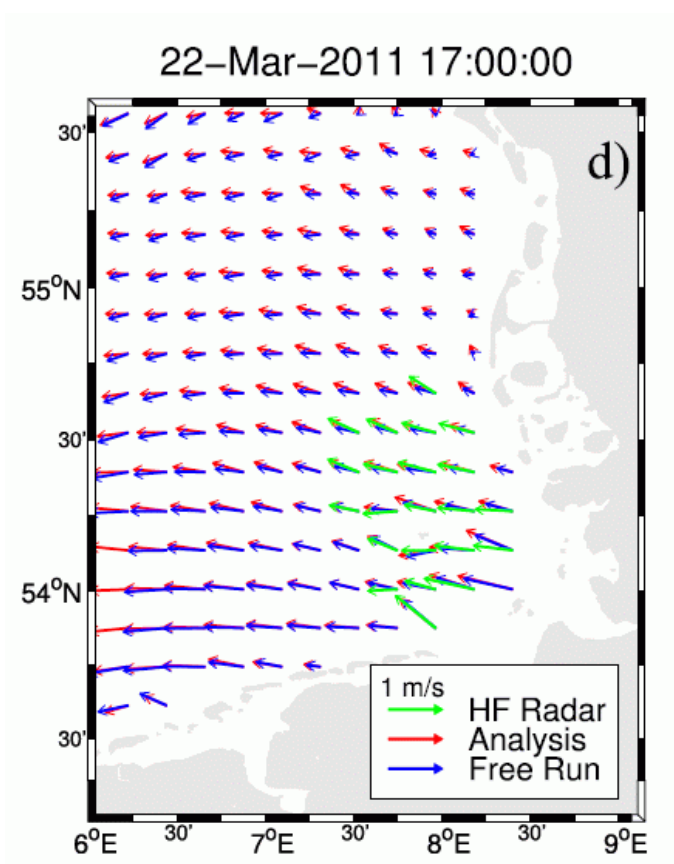 22-Mar-2011 17:00:00
d)
30'
55°N
30'
54°N
30'
1 m/s
HF Radar
Analysis
Free Run
6°E 30' 7°E 30' 8°E 30' 9°E